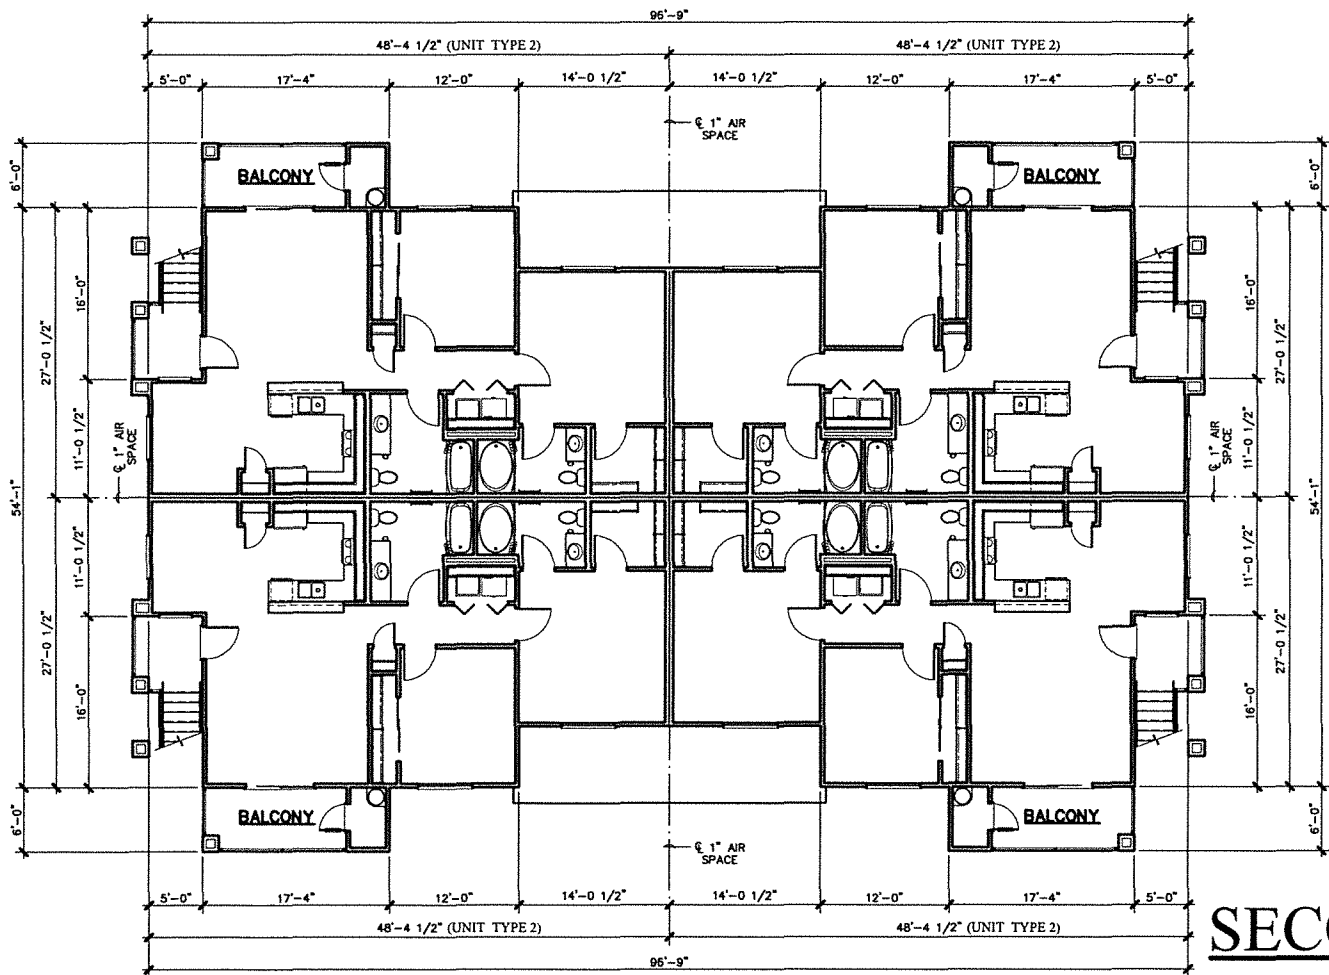 96'-9"
48'-4 1/2" (UNIT TYPE 2) 48'-4 1/2" (UNIT TYPE 2)
5'-0" 17'-4" 12'-0" 14'-0 1/2" 14'-0 1/2" 12'-0" 17'-4" 5'-0"
℄ 1" AIR
SPACE
6'-0" BALCONY BALCONY 6'-0"
16'-0" 16'-0"
27'-0 1/2" 27'-0 1/2"
11'-0 1/2" 11'-0 1/2"
℄ 1" AIR
SPACE
℄ 1" AIR
SPACE
54'-1" 54'-1"
11'-0 1/2" 11'-0 1/2"
27'-0 1/2" 27'-0 1/2"
16'-0" 16'-0"
6'-0" BALCONY BALCONY 6'-0"
℄ 1" AIR
SPACE
5'-0" 17'-4" 12'-0" 14'-0 1/2" 14'-0 1/2" 12'-0" 17'-4" 5'-0"
48'-4 1/2" (UNIT TYPE 2) 48'-4 1/2" (UNIT TYPE 2)
96'-9"